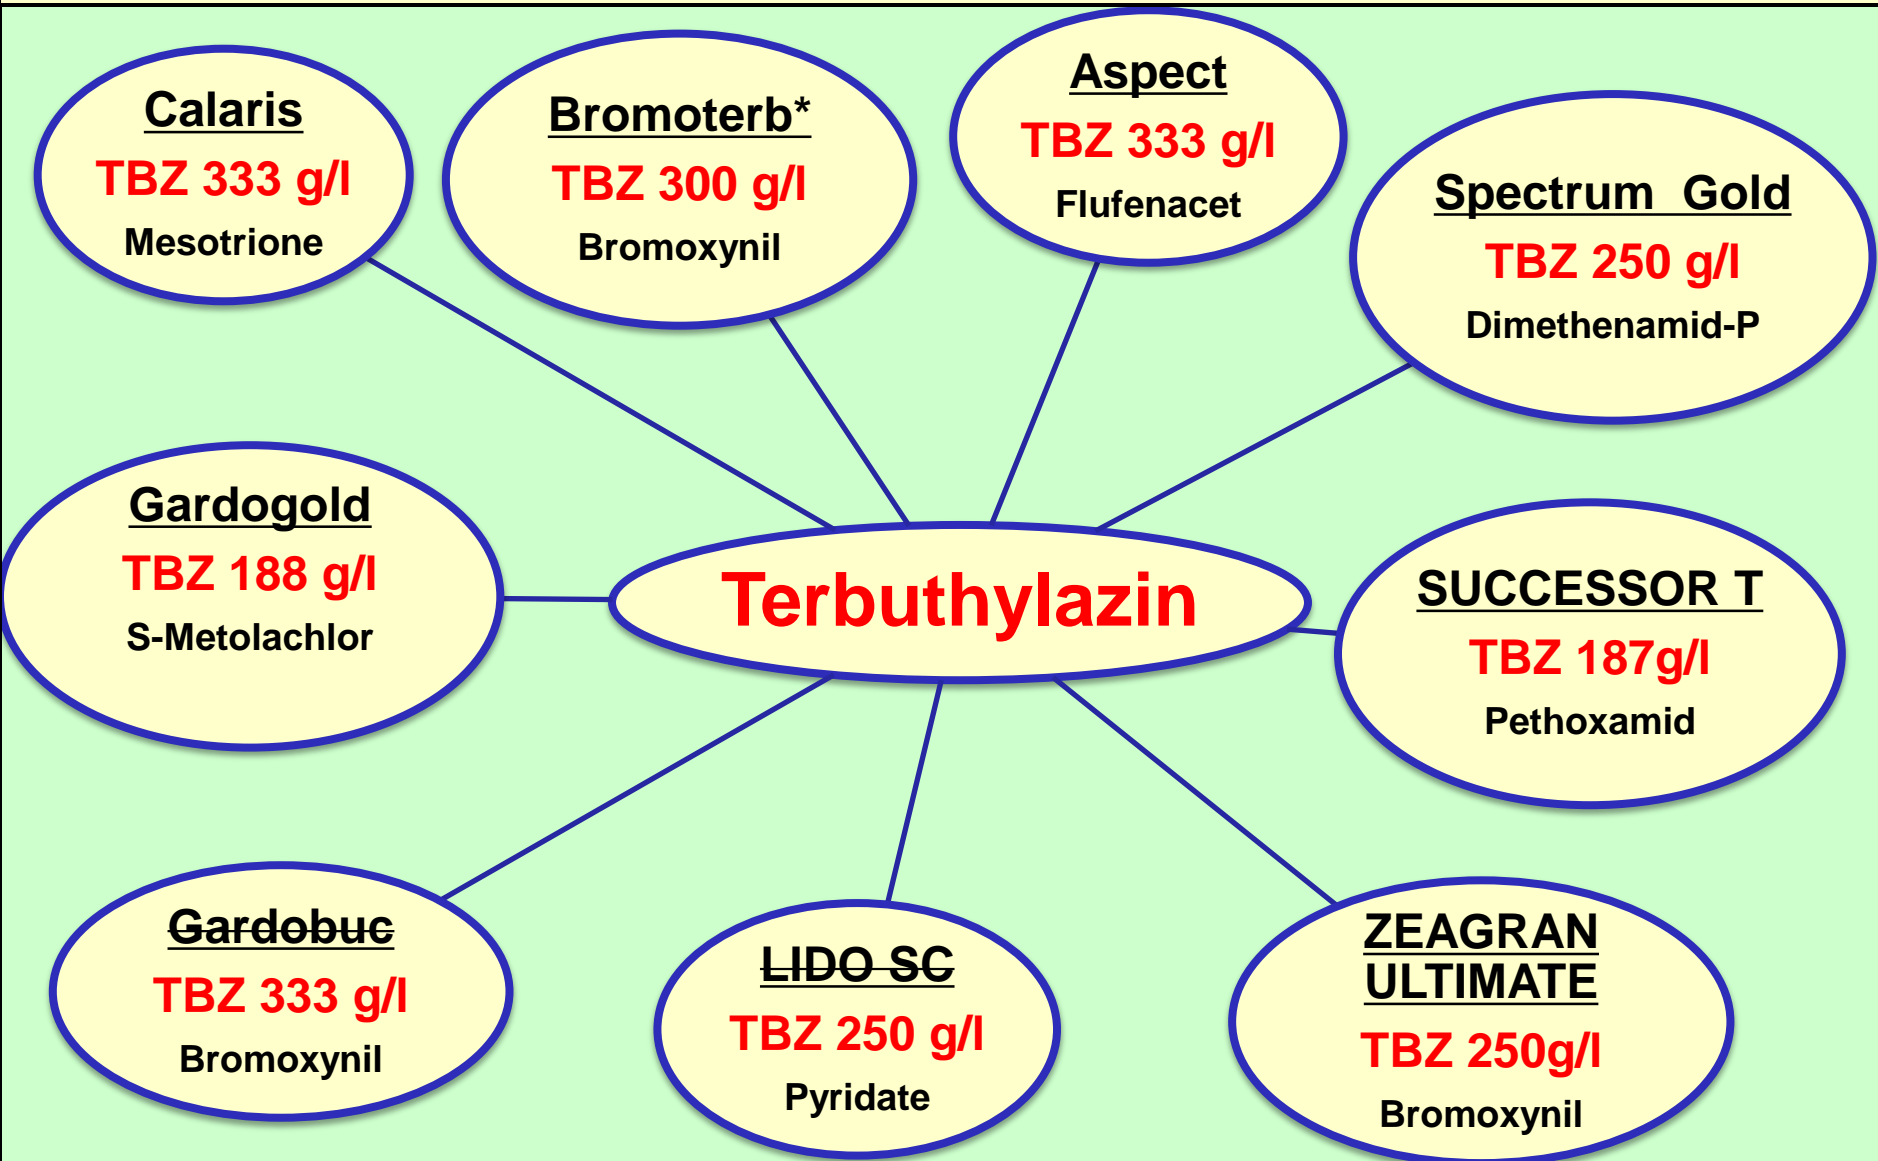 Calaris
TBZ 333 g/l
Mesotrione
Bromoterb*
TBZ 300 g/l
Bromoxynil
Aspect
TBZ 333 g/l
Flufenacet
Spectrum Gold
TBZ 250 g/l
Dimethenamid-P
Gardogold
TBZ 188 g/l
S-Metolachlor
Terbuthylazin
SUCCESSOR T
TBZ 187g/l
Pethoxamid
Gardobuc
TBZ 333 g/l
Bromoxynil
LIDO SC
TBZ 250 g/l
Pyridate
ZEAGRAN
ULTIMATE
TBZ 250g/l
Bromoxynil